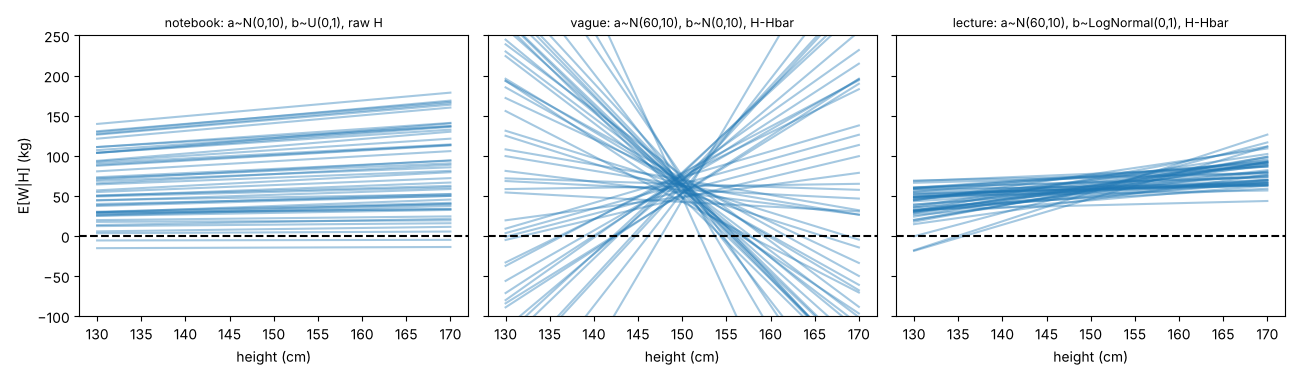 notebook: a~N(0,10), b~U(0,1), raw H
vague: a~N(60,10), b~N(0,10), H-Hbar
lecture: a~N(60,10), b~LogNormal(0,1), H-Hbar
E[W|H] (kg)
250
200
150
100
50
0
−50
−100
130 135 140 145 150 155 160 165 170
130 135 140 145 150 155 160 165 170
130 135 140 145 150 155 160 165 170
height (cm)
height (cm)
height (cm)